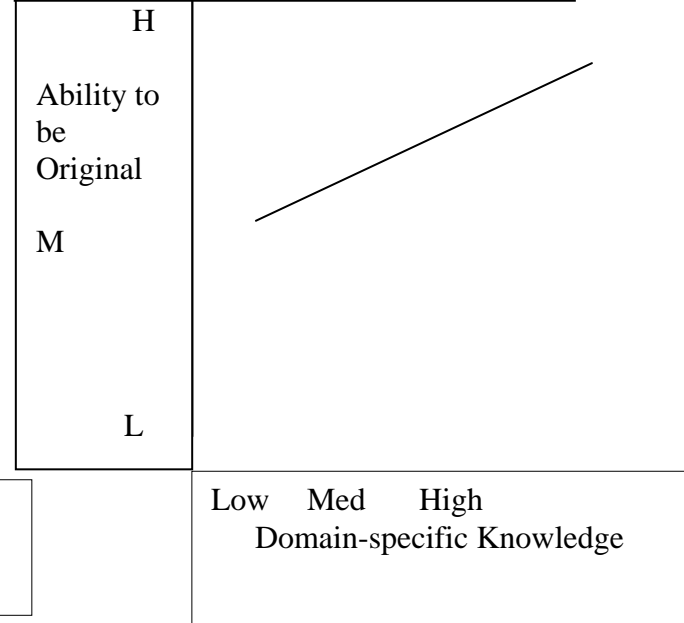 H
Ability to
be
Original
M
L
Low Med High
Domain-specific Knowledge